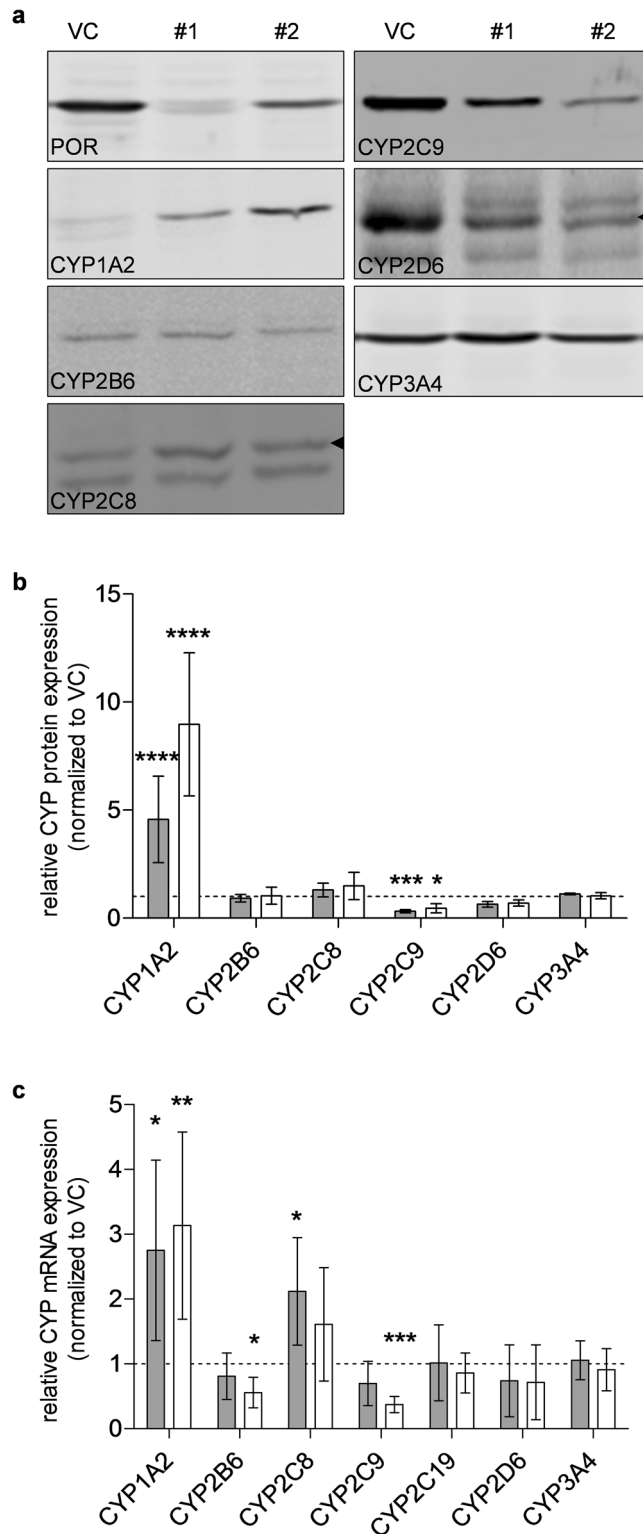 a
VC #1 #2
POR
CYP1A2
CYP2B6
CYP2C8
VC #1 #2
CYP2C9
CYP2D6
CYP3A4
b
relative CYP protein expression
(normalized to VC)
15
10
5
0
**** ****
*** *
CYP1A2 CYP2B6 CYP2C8 CYP2C9 CYP2D6 CYP3A4
c
relative CYP mRNA expression
(normalized to VC)
5
4
3
2
1
0
* **
*
*
***
CYP1A2 CYP2B6 CYP2C8 CYP2C9 CYP2C19 CYP2D6 CYP3A4